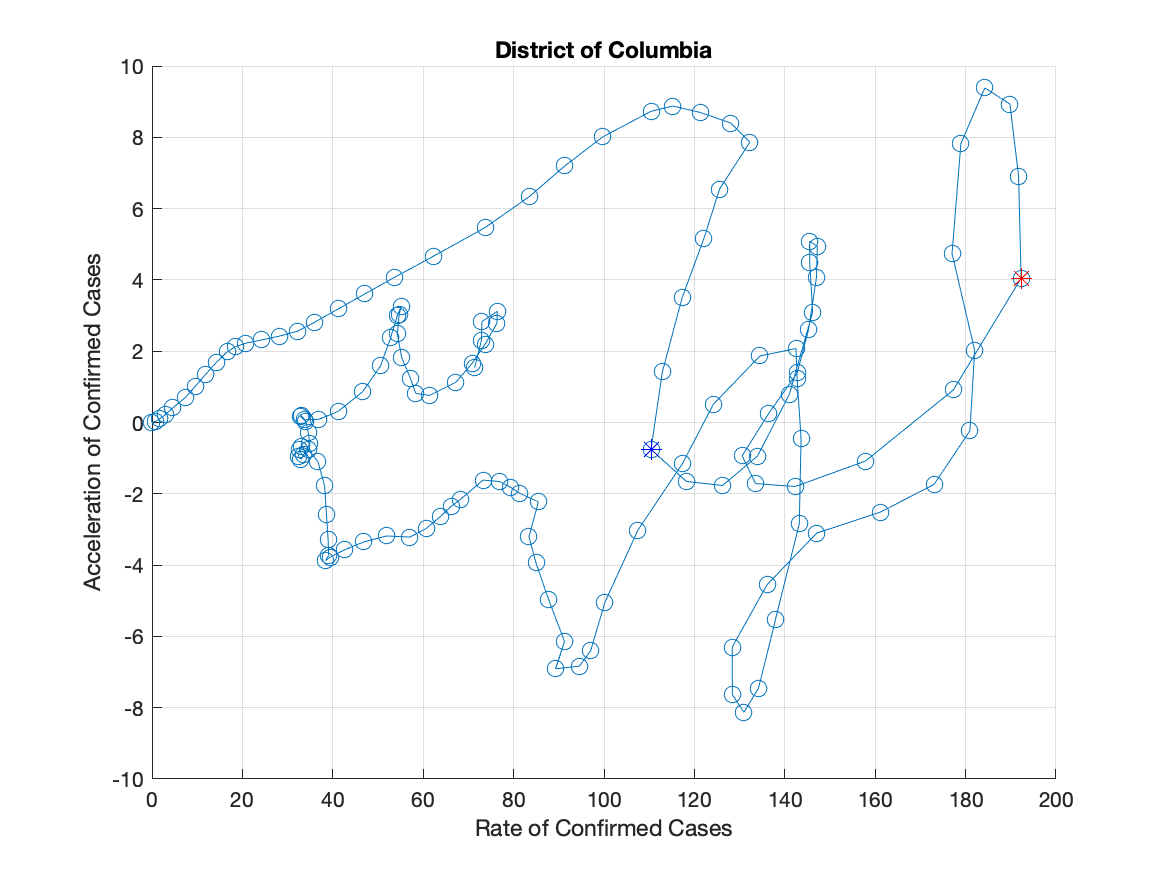 District of Columbia
10
8
6
4
2
0
-2
-4
-6
-8
-10
Acceleration of Confirmed Cases
0 20 40 60 80 100 120 140 160 180 200
Rate of Confirmed Cases